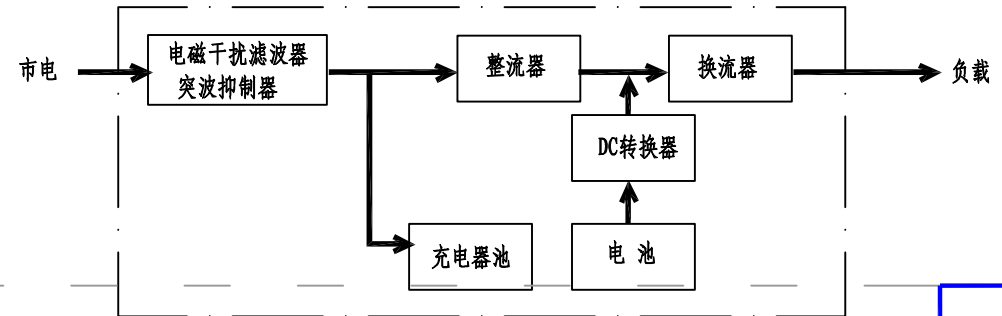 市电
电磁干扰滤波器
突波抑制器
整流器
换流器
负载
DC转换器
充电器池
电 池